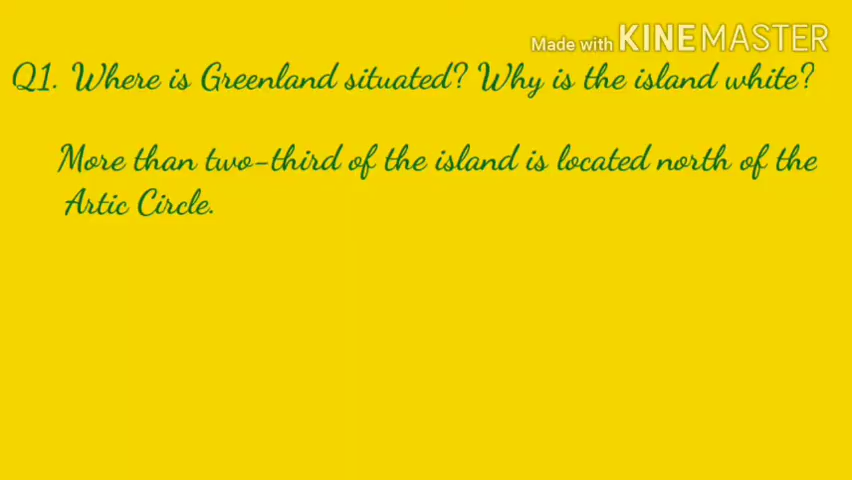 Made with KINEMASTER
Q1. Where is Greenland situated? Why is the island white?
More than two-third of the island is located north of the
Artic Circle.